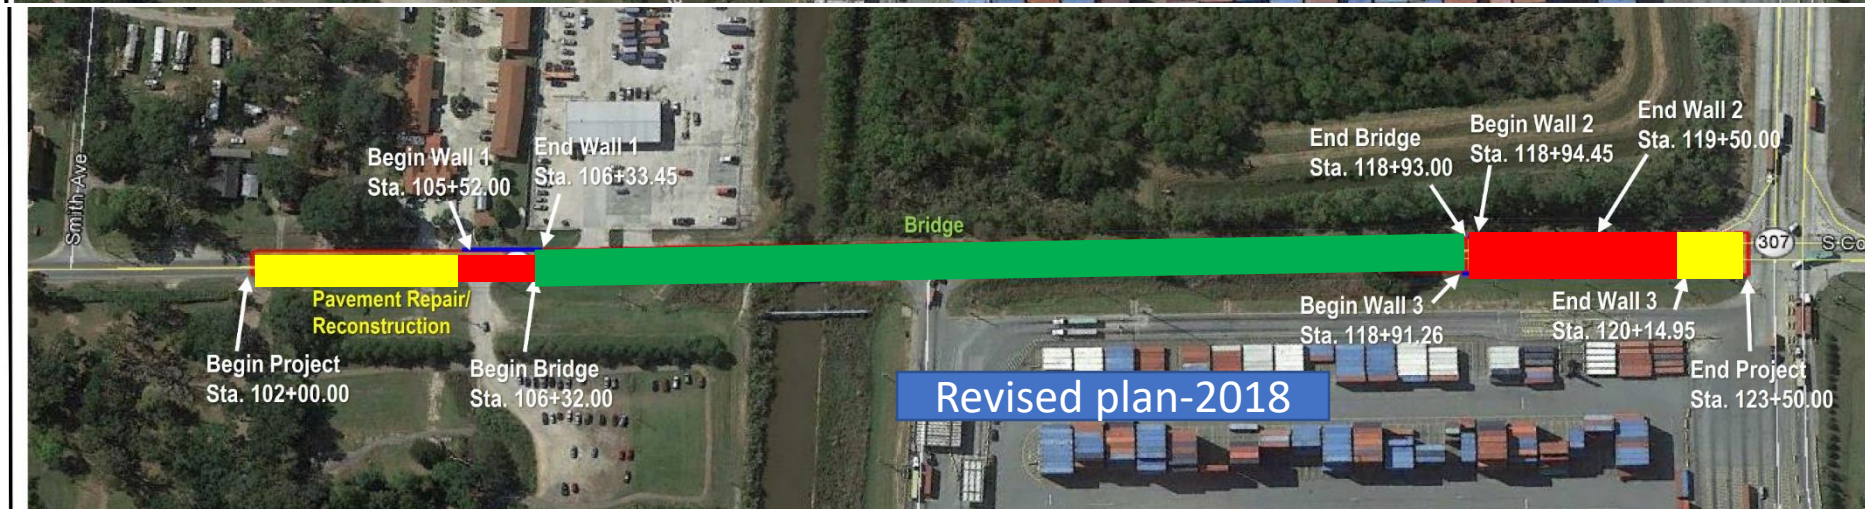 Smith Ave
Begin Wall 1
Sta. 105+52.00
End Wall 1
Sta. 106+33.45
Bridge
End Bridge
Sta. 118+93.00
Begin Wall 2
Sta. 118+94.45
End Wall 2
Sta. 119+50.00
307
S Co
Pavement Repair/
Reconstruction
Begin Project
Sta. 102+00.00
Begin Bridge
Sta. 106+32.00
Begin Wall 3
Sta. 118+91.26
End Wall 3
Sta. 120+14.95
End Project
Sta. 123+50.00
Revised plan-2018